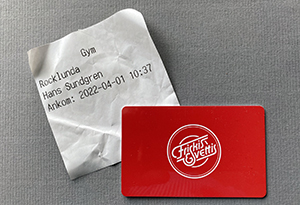 Gym
Rocklunda
Hans Sundgren
Ankom: 2022-04-01 10:37
Friskis
Svettis